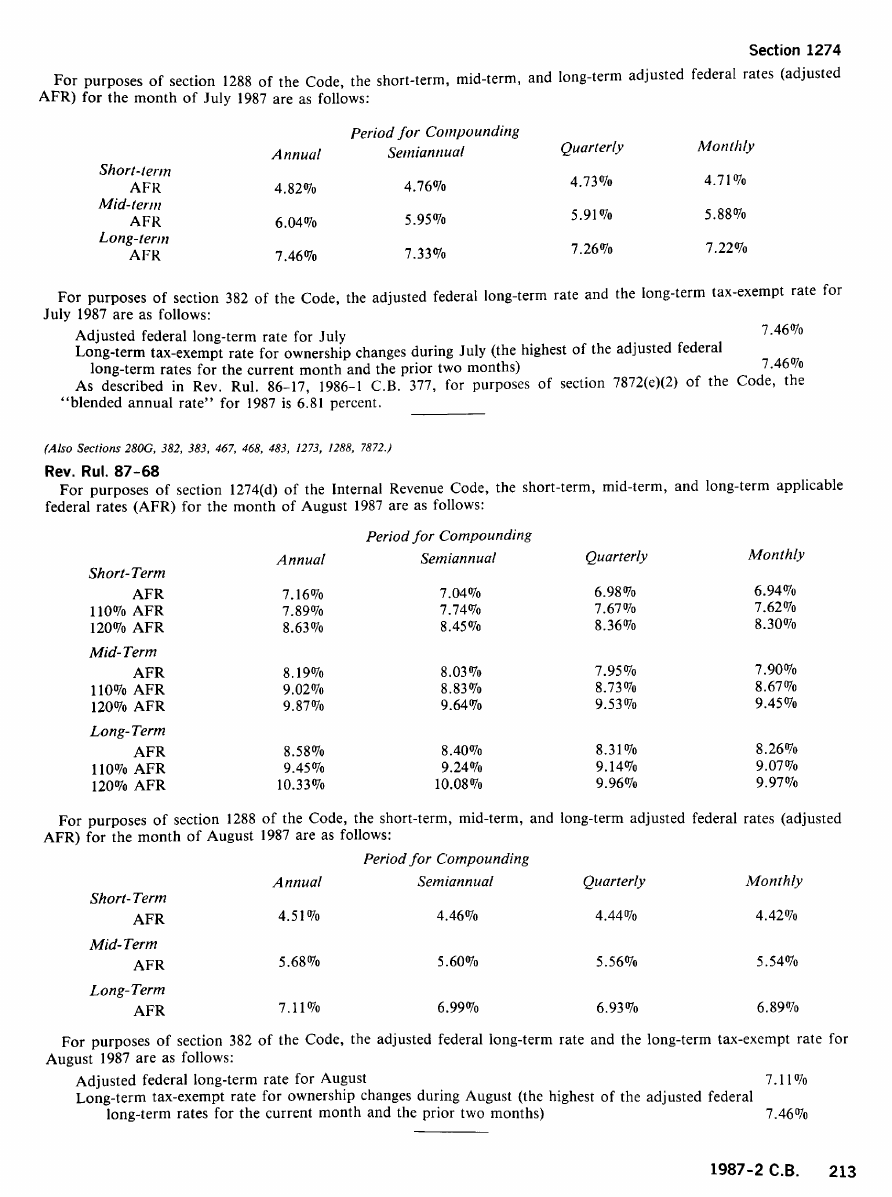 Section 1274
For purposes of section 1288 of the Code, the short-term, mid-term, and long-term adjusted federal rates (adjusted
AFR) for the month of July 1987 are as follows:
Period for Compounding
Annual Semiannual Quarterly Monthly
Short-term
AFR 4.82% 4.76% 4.73% 4.71%
Mid-term
AFR 6.04% 5.95% 5.91% 5.88%
Long-term
AFR 7.46% 7.33% 7.26% 7.22%
For purposes of section 382 of the Code, the adjusted federal long-term rate and the long-term tax-exempt rate for
July 1987 are as follows:
Adjusted federal long-term rate for July 7.46%
Long-term tax-exempt rate for ownership changes during July (the highest of the adjusted federal
long-term rates for the current month and the prior two months) 7.46%
As described in Rev. Rul. 86-17, 1986-1 C.B. 377, for purposes of section 7872(e)(2) of the Code, the
“blended annual rate” for 1987 is 6.81 percent.
(Also Sections 280G, 382, 383, 467, 468, 483, 1273, 1288, 7872.)
Rev. Rul. 87-68
For purposes of section 1274(d) of the Internal Revenue Code, the short-term, mid-term, and long-term applicable
federal rates (AFR) for the month of August 1987 are as follows:
Period for Compounding
Annual Semiannual Quarterly Monthly
Short-Term
AFR 7.16% 7.04% 6.98% 6.94%
110% AFR 7.89% 7.74% 7.67% 7.62%
120% AFR 8.63% 8.45% 8.36% 8.30%
Mid-Term
AFR 8.19% 8.03% 7.95% 7.90%
110% AFR 9.02% 8.83% 8.73% 8.67%
120% AFR 9.87% 9.64% 9.53% 9.45%
Long-Term
AFR 8.58% 8.40% 8.31% 8.26%
110% AFR 9.45% 9.24% 9.14% 9.07%
120% AFR 10.33% 10.08% 9.96% 9.97%
For purposes of section 1288 of the Code, the short-term, mid-term, and long-term adjusted federal rates (adjusted
AFR) for the month of August 1987 are as follows:
Period for Compounding
Annual Semiannual Quarterly Monthly
Short-Term
AFR 4.51% 4.46% 4.44% 4.42%
Mid-Term
AFR 5.68% 5.60% 5.56% 5.54%
Long-Term
AFR 7.11% 6.99% 6.93% 6.89%
For purposes of section 382 of the Code, the adjusted federal long-term rate and the long-term tax-exempt rate for
August 1987 are as follows:
Adjusted federal long-term rate for August 7.11%
Long-term tax-exempt rate for ownership changes during August (the highest of the adjusted federal
long-term rates for the current month and the prior two months) 7.46%
1987-2 C.B. 213